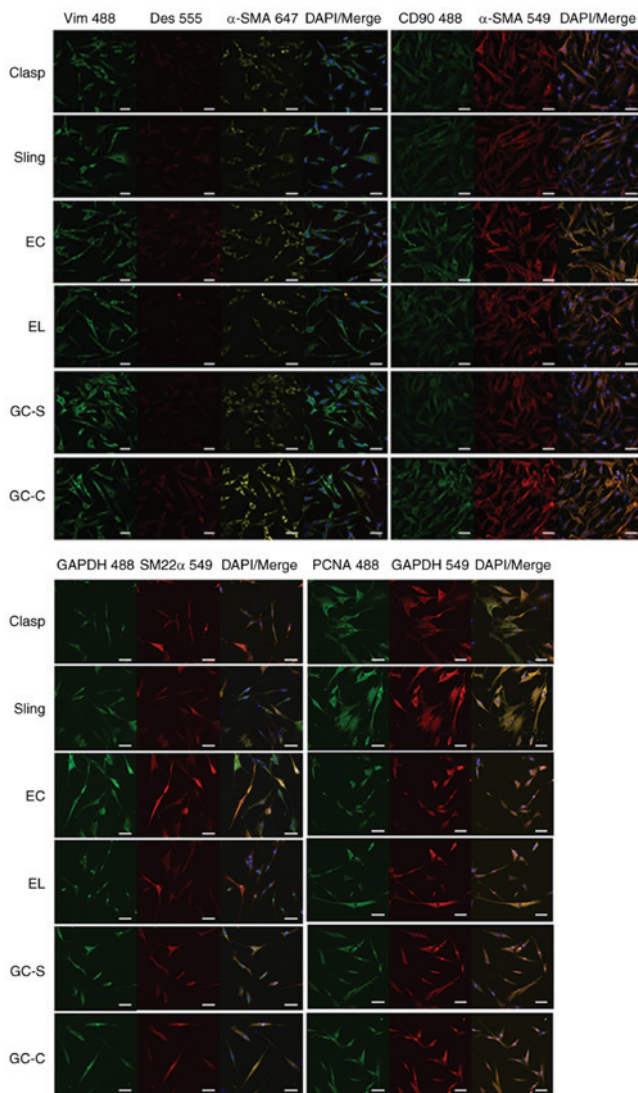 Vim 488 Des 555 α-SMA 647 DAPI/Merge CD90 488 α-SMA 549 DAPI/Merge
Clasp
Sling
EC
EL
GC-S
GC-C
GAPDH 488 SM22α 549 DAPI/Merge PCNA 488 GAPDH 549 DAPI/Merge
Clasp
Sling
EC
EL
GC-S
GC-C